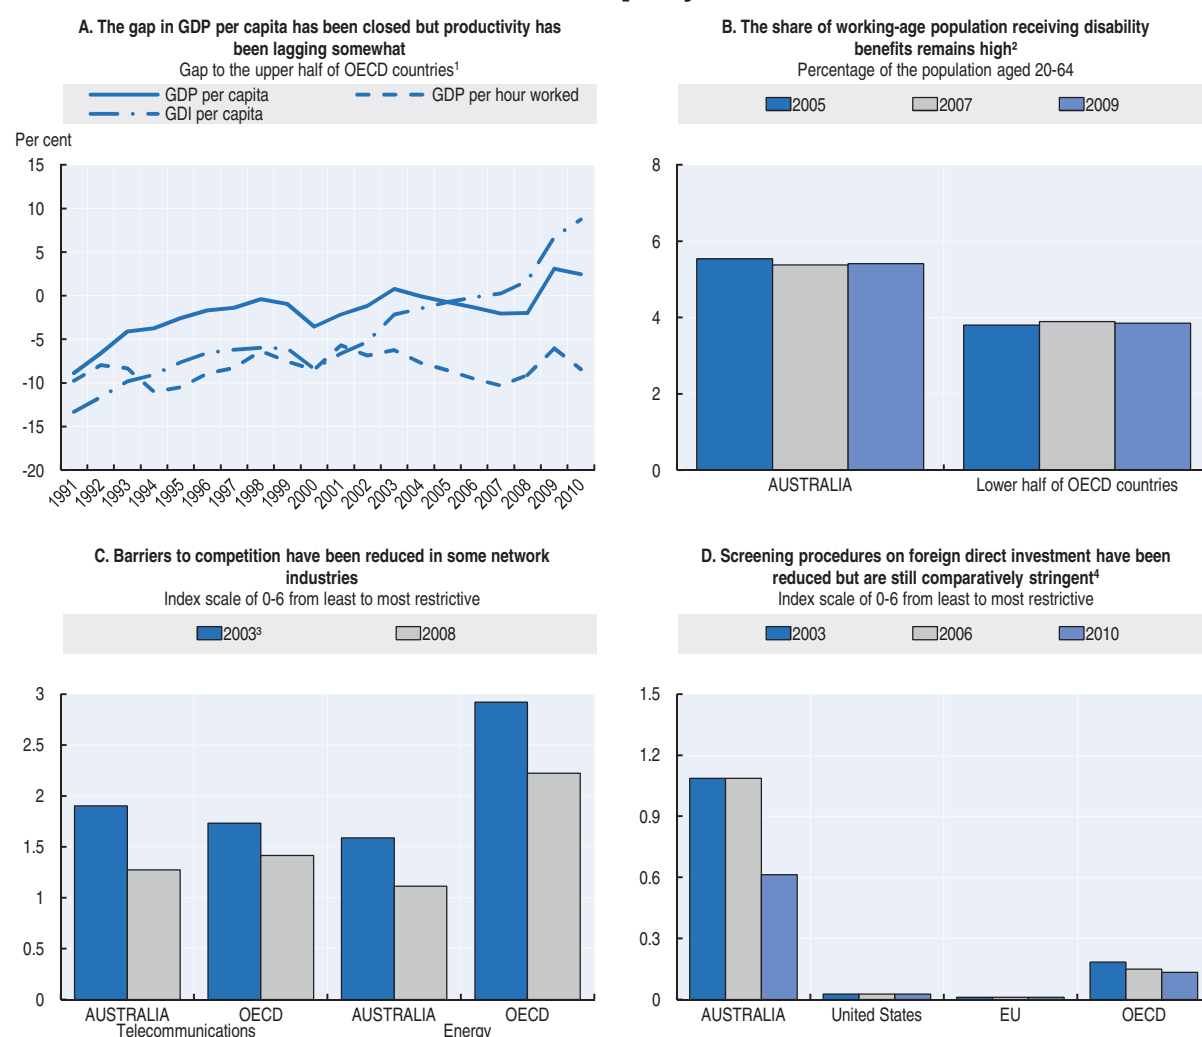 A. The gap in GDP per capita has been closed but productivity has
been lagging somewhat
Gap to the upper half of OECD countries¹
GDP per capita
GDP per hour worked
GDI per capita
Per cent
15
10
5
0
-5
-10
-15
-20
1991 1992 1993 1994 1995 1996 1997 1998 1999 2000 2001 2002 2003 2004 2005 2006 2007 2008 2009 2010
B. The share of working-age population receiving disability
benefits remains high²
Percentage of the population aged 20-64
2005 2007 2009
8
6
4
2
0
AUSTRALIA Lower half of OECD countries
C. Barriers to competition have been reduced in some network
industries
Index scale of 0-6 from least to most restrictive
2003³ 2008
3
2.5
2
1.5
1
0.5
0
AUSTRALIA OECD AUSTRALIA OECD
Telecommunications Energy
D. Screening procedures on foreign direct investment have been
reduced but are still comparatively stringent⁴
Index scale of 0-6 from least to most restrictive
2003 2006 2010
1.5
1.2
0.9
0.6
0.3
0
AUSTRALIA United States EU OECD